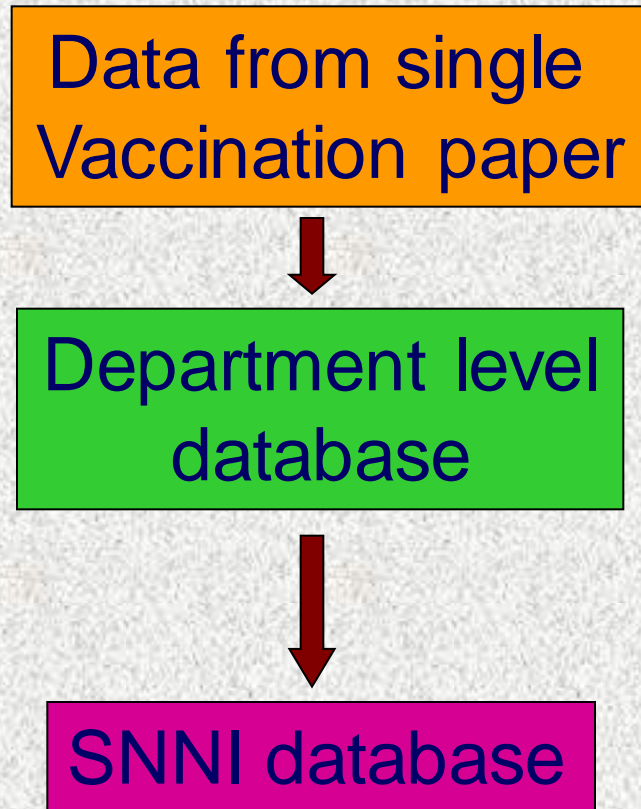 Data from single
Vaccination paper
Department level
database
SNNI database